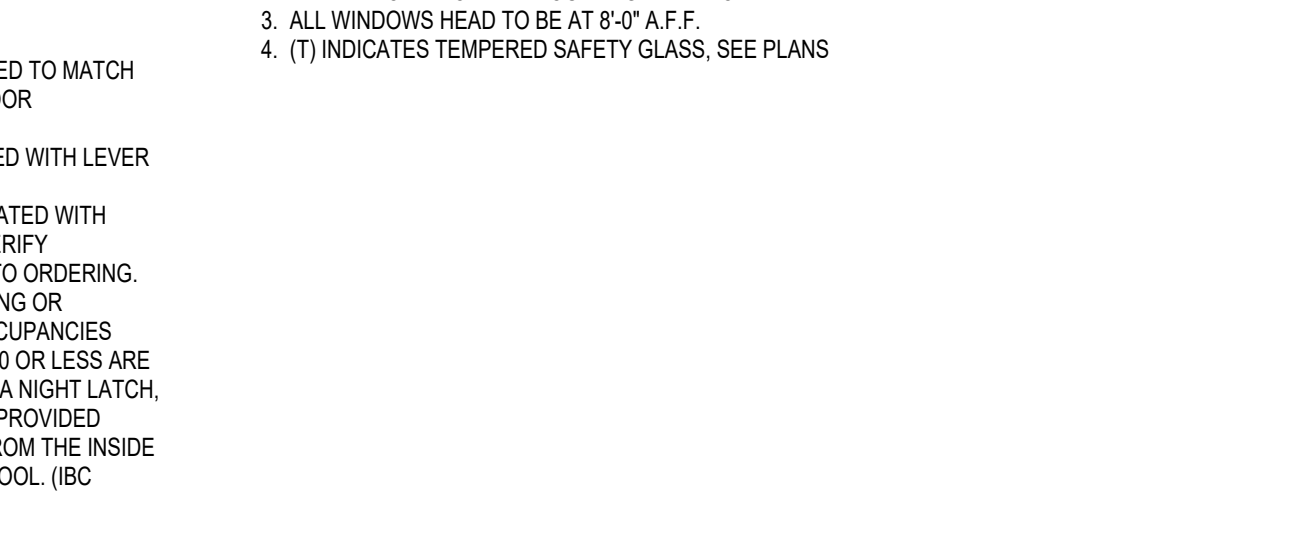 ED TO MATCH
OOR
ED WITH LEVER
ATED WITH
ERIFY
TO ORDERING.
NG OR
CUPANCIES
0 OR LESS ARE
A NIGHT LATCH,
PROVIDED
ROM THE INSIDE
OOL. (IBC
3. ALL WINDOWS HEAD TO BE AT 8'-0" A.F.F.
4. (T) INDICATES TEMPERED SAFETY GLASS, SEE PLANS